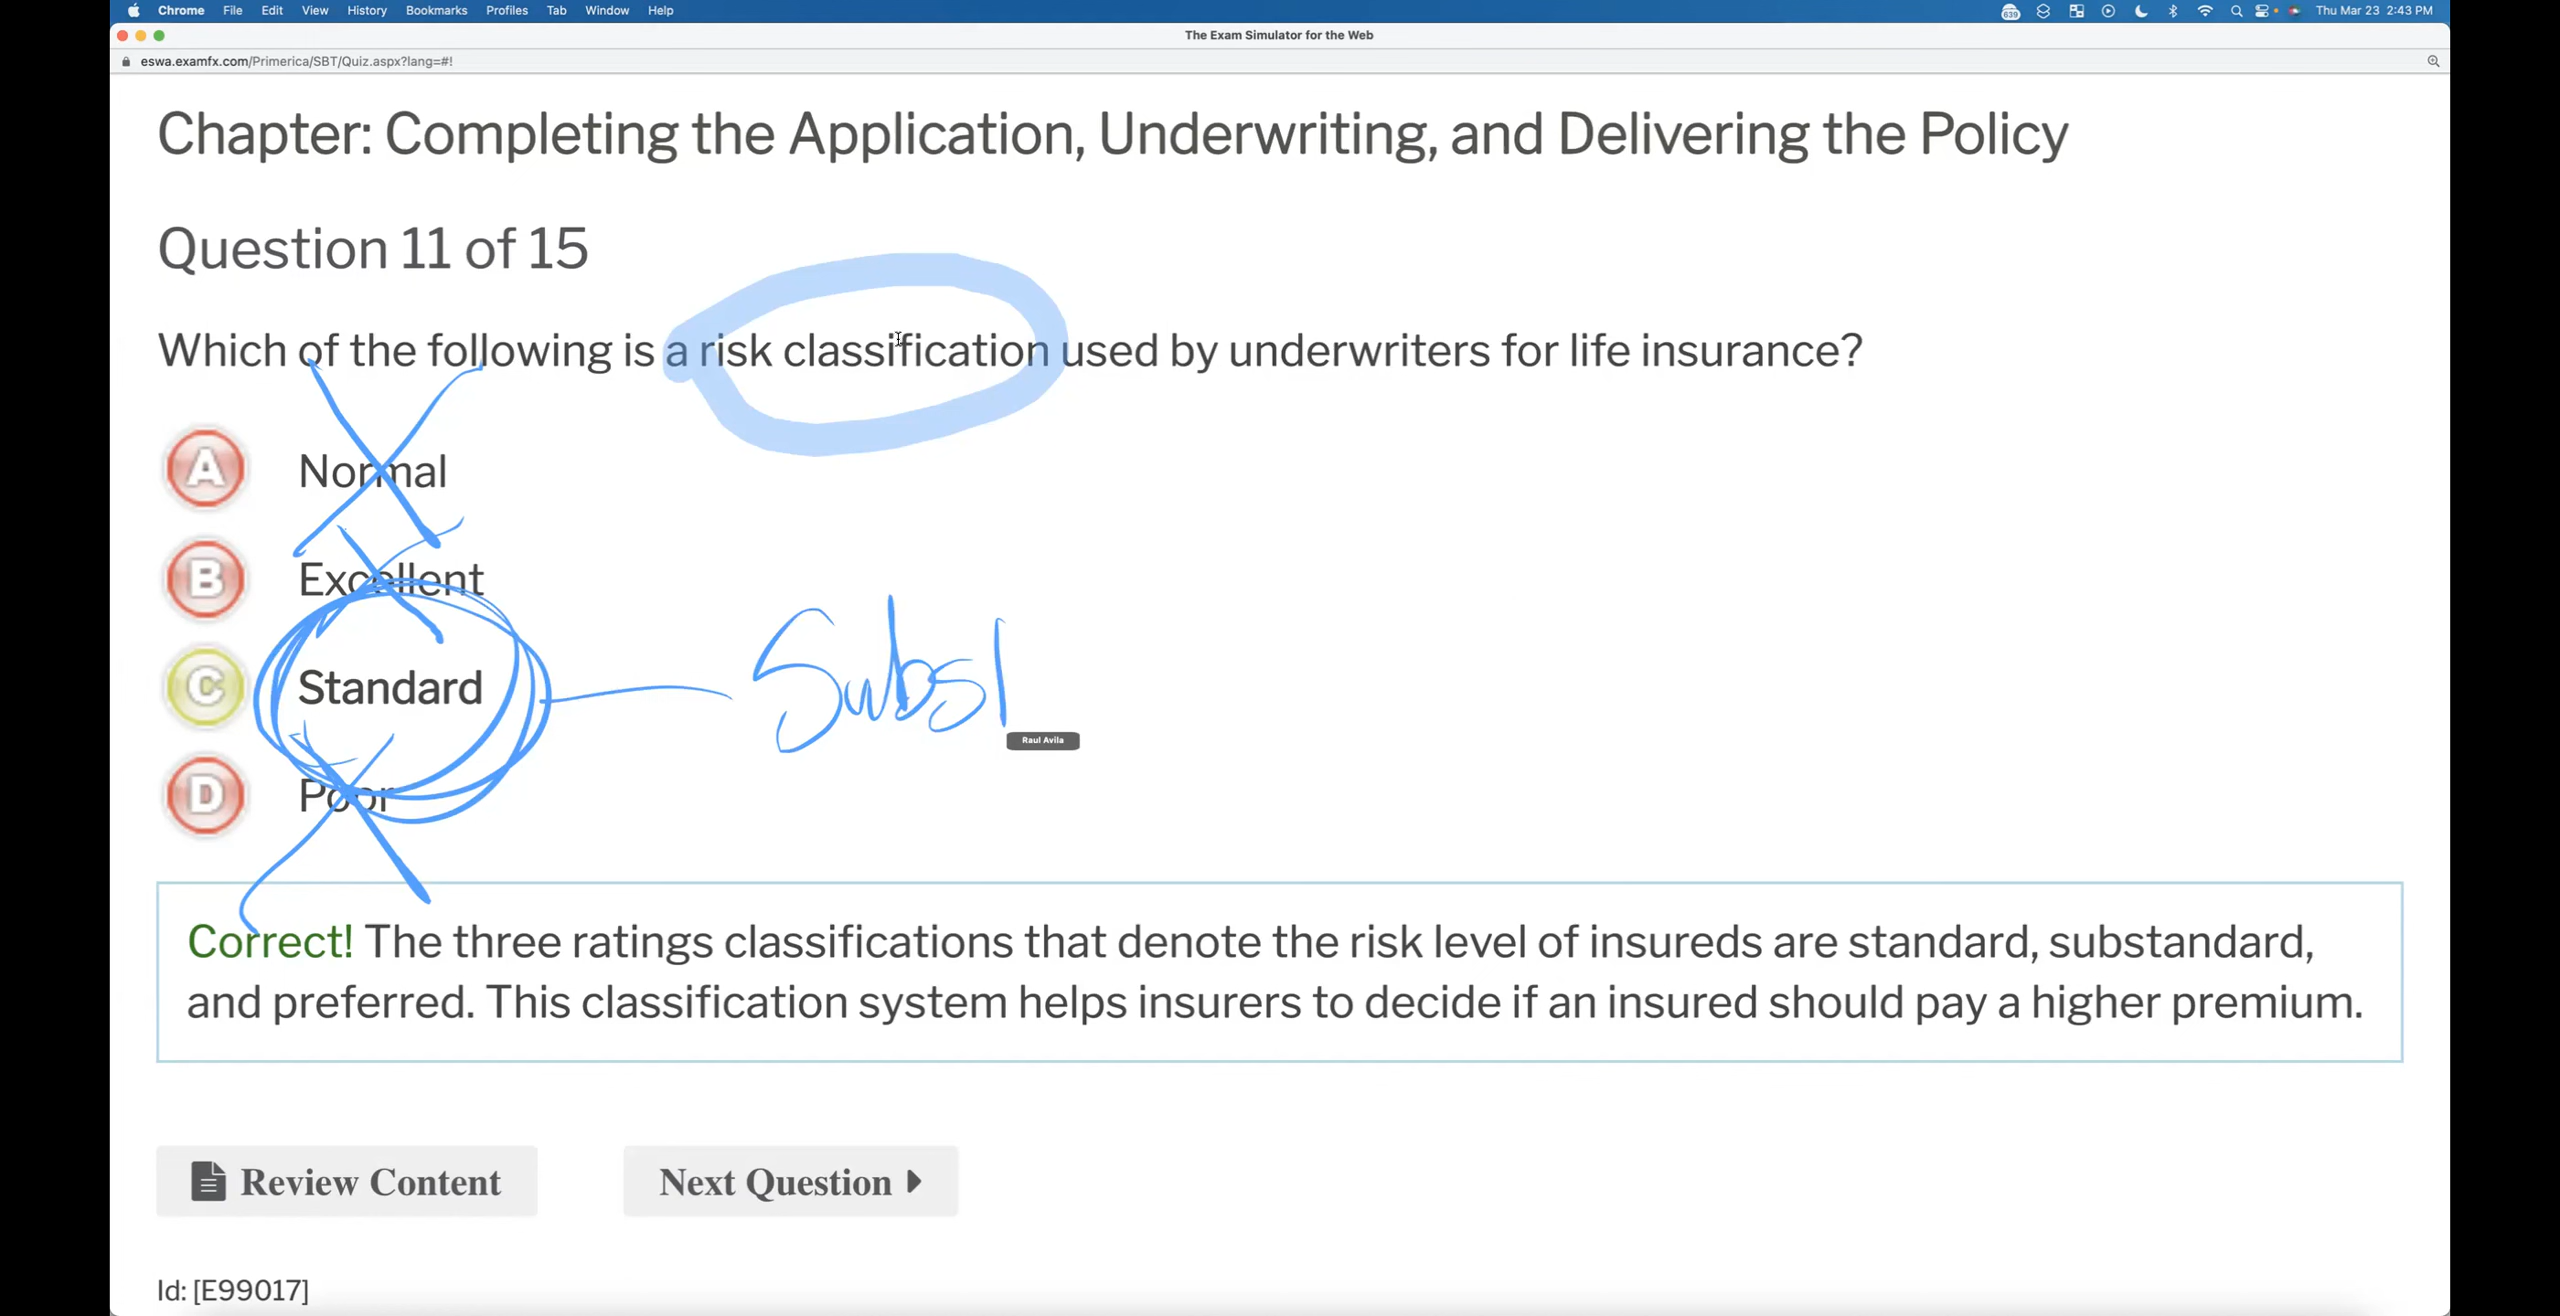 Chrome File Edit View History Bookmarks Profiles Tab Window Help 639 Thu Mar 23 2:43 PM
The Exam Simulator for the Web
eswa.examfx.com/Primerica/SBT/Quiz.aspx?lang=#!
Chapter: Completing the Application, Underwriting, and Delivering the Policy
Question 11 of 15
Which of the following is a risk classification used by underwriters for life insurance?
A Normal
B Excellent
C Standard
Subst
Raul Avila
D Poor
Correct! The three ratings classifications that denote the risk level of insureds are standard, substandard,
and preferred. This classification system helps insurers to decide if an insured should pay a higher premium.
Review Content Next Question
Id: [E99017]